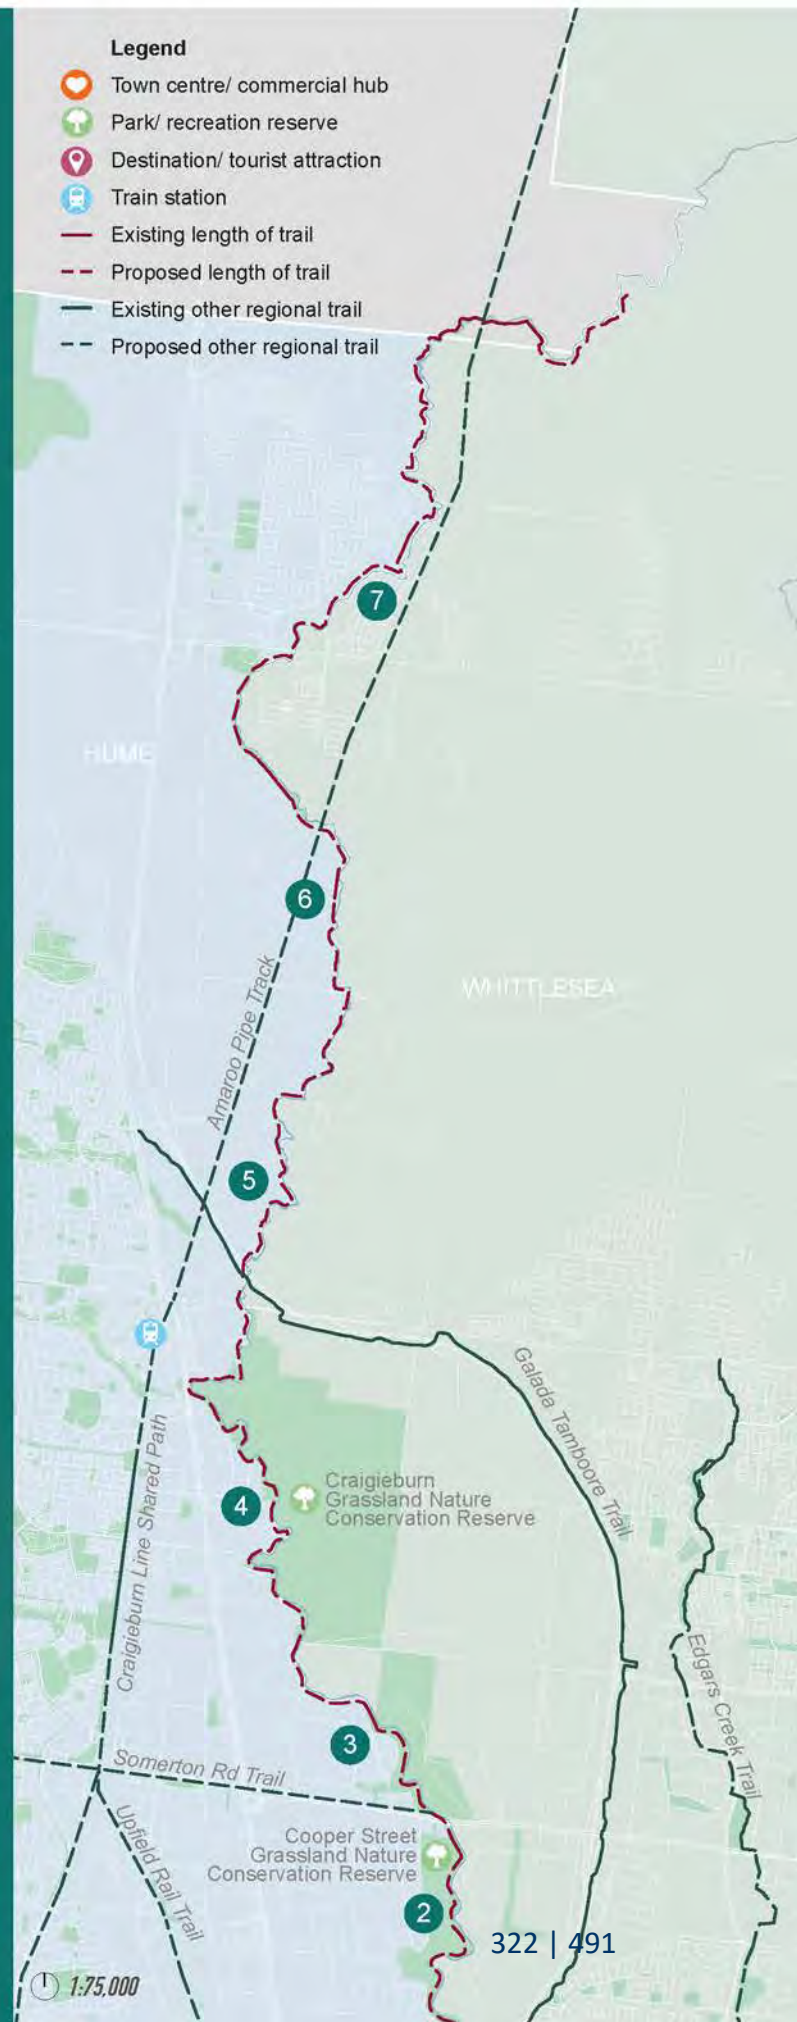 Legend
Town centre/ commercial hub
Park/ recreation reserve
Destination/ tourist attraction
Train station
Existing length of trail
Proposed length of trail
Existing other regional trail
Proposed other regional trail
7
HUME
6
WHITTLESEA
Amaroo Pipe Track
5
Galada Tamboore Trail
Craigieburn Line Shared Path
4
Craigieburn
Grassland Nature
Conservation Reserve
Edgars Creek Trail
3
Somerton Rd Trail
Upfield Rail Trail
Cooper Street
Grassland Nature
Conservation Reserve
2
322 | 491
1:75,000